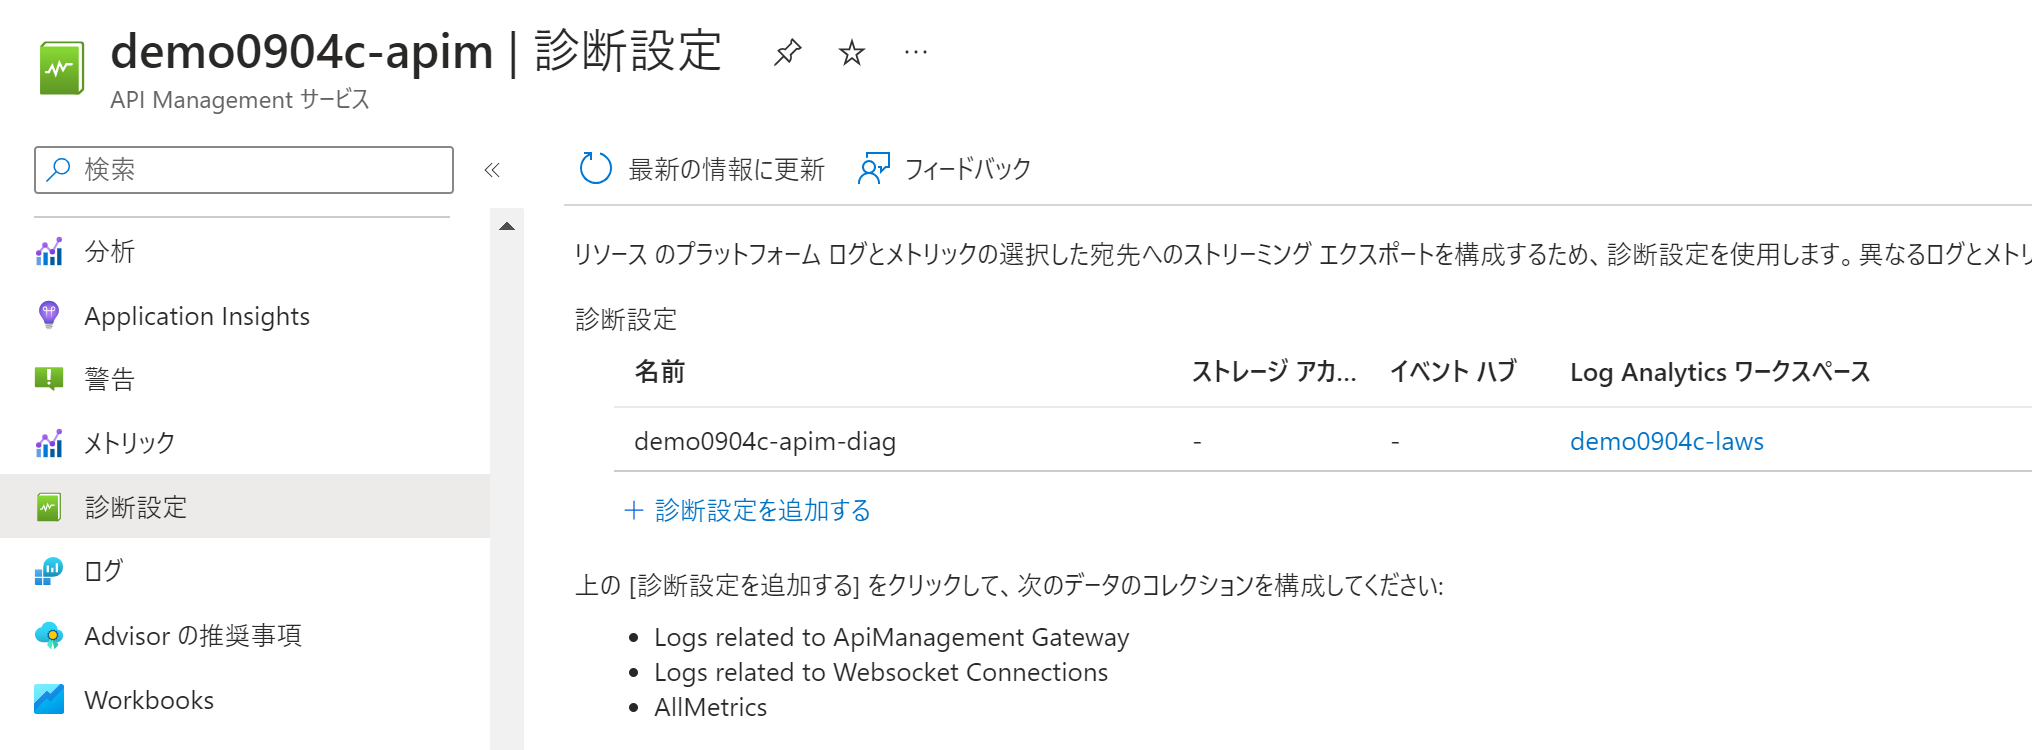 demo0904c-apim | 診断設定 …
API Management サービス
検索
«
最新の情報に更新
フィードバック
分析
Application Insights
警告
メトリック
診断設定
ログ
Advisor の推奨事項
Workbooks
リソース のプラットフォーム ログとメトリックの選択した宛先へのストリーミング エクスポートを構成するため、診断設定を使用します。異なるログとメトリ
診断設定
名前 ストレージ アカ... イベント ハブ Log Analytics ワークスペース
demo0904c-apim-diag - - demo0904c-laws
+ 診断設定を追加する
上の [診断設定を追加する] をクリックして、次のデータのコレクションを構成してください:
• Logs related to ApiManagement Gateway
• Logs related to Websocket Connections
• AllMetrics